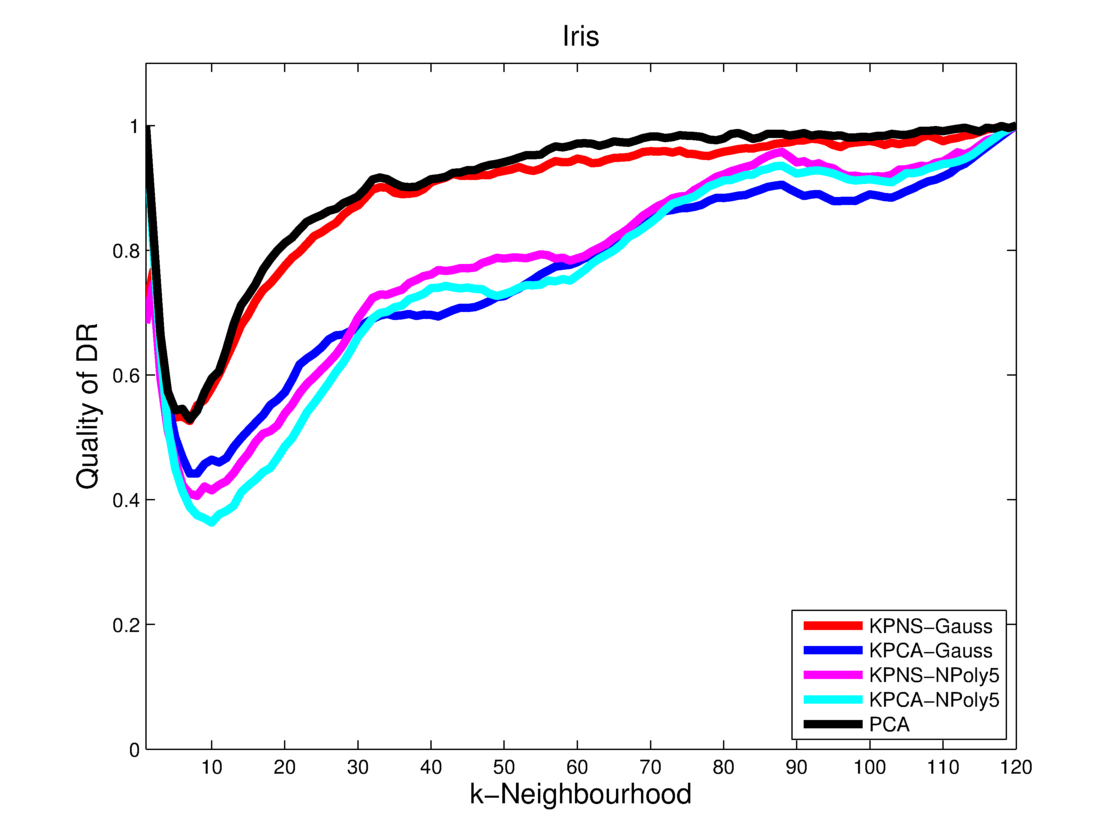 Iris
Quality of DR
1
0.8
0.6
0.4
0.2
0
10 20 30 40 50 60 70 80 90 100 110 120
k−Neighbourhood
KPNS−Gauss
KPCA−Gauss
KPNS−NPoly5
KPCA−NPoly5
PCA